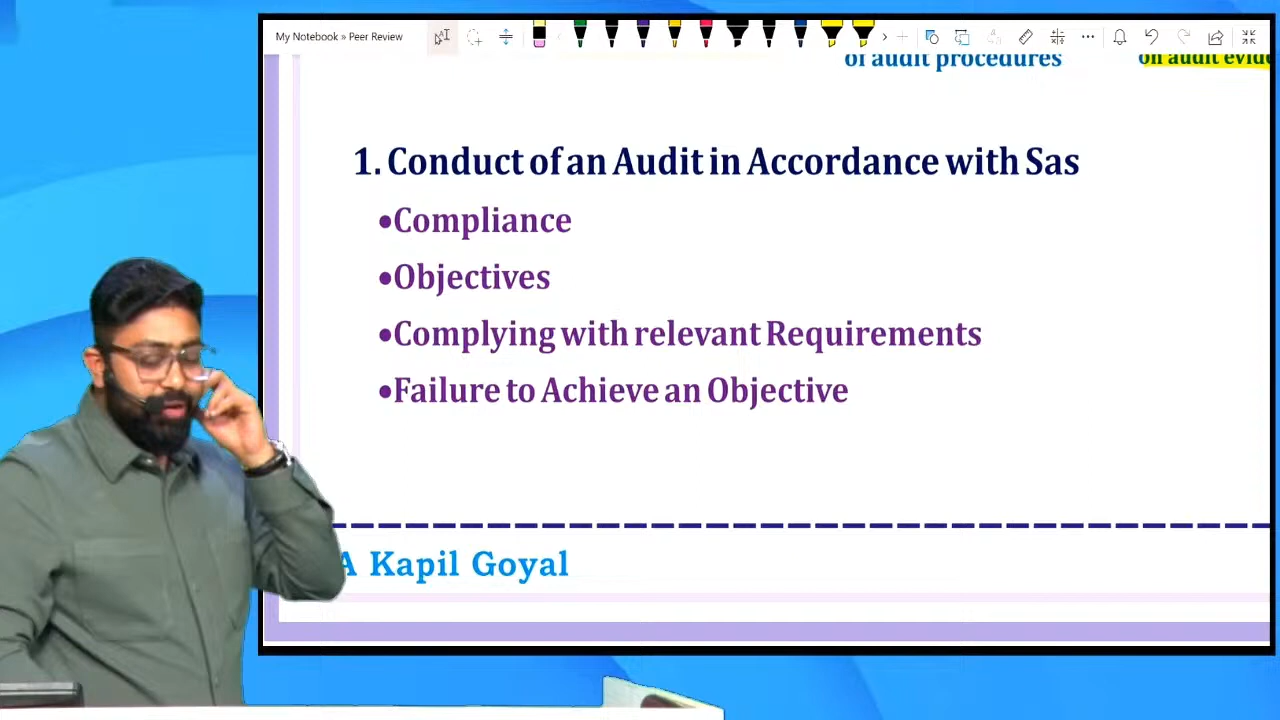 My Notebook » Peer Review
of audit procedures
on audit
1. Conduct of an Audit in Accordance with Sas
•Compliance
•Objectives
•Complying with relevant Requirements
•Failure to Achieve an Objective
Kapil Goyal